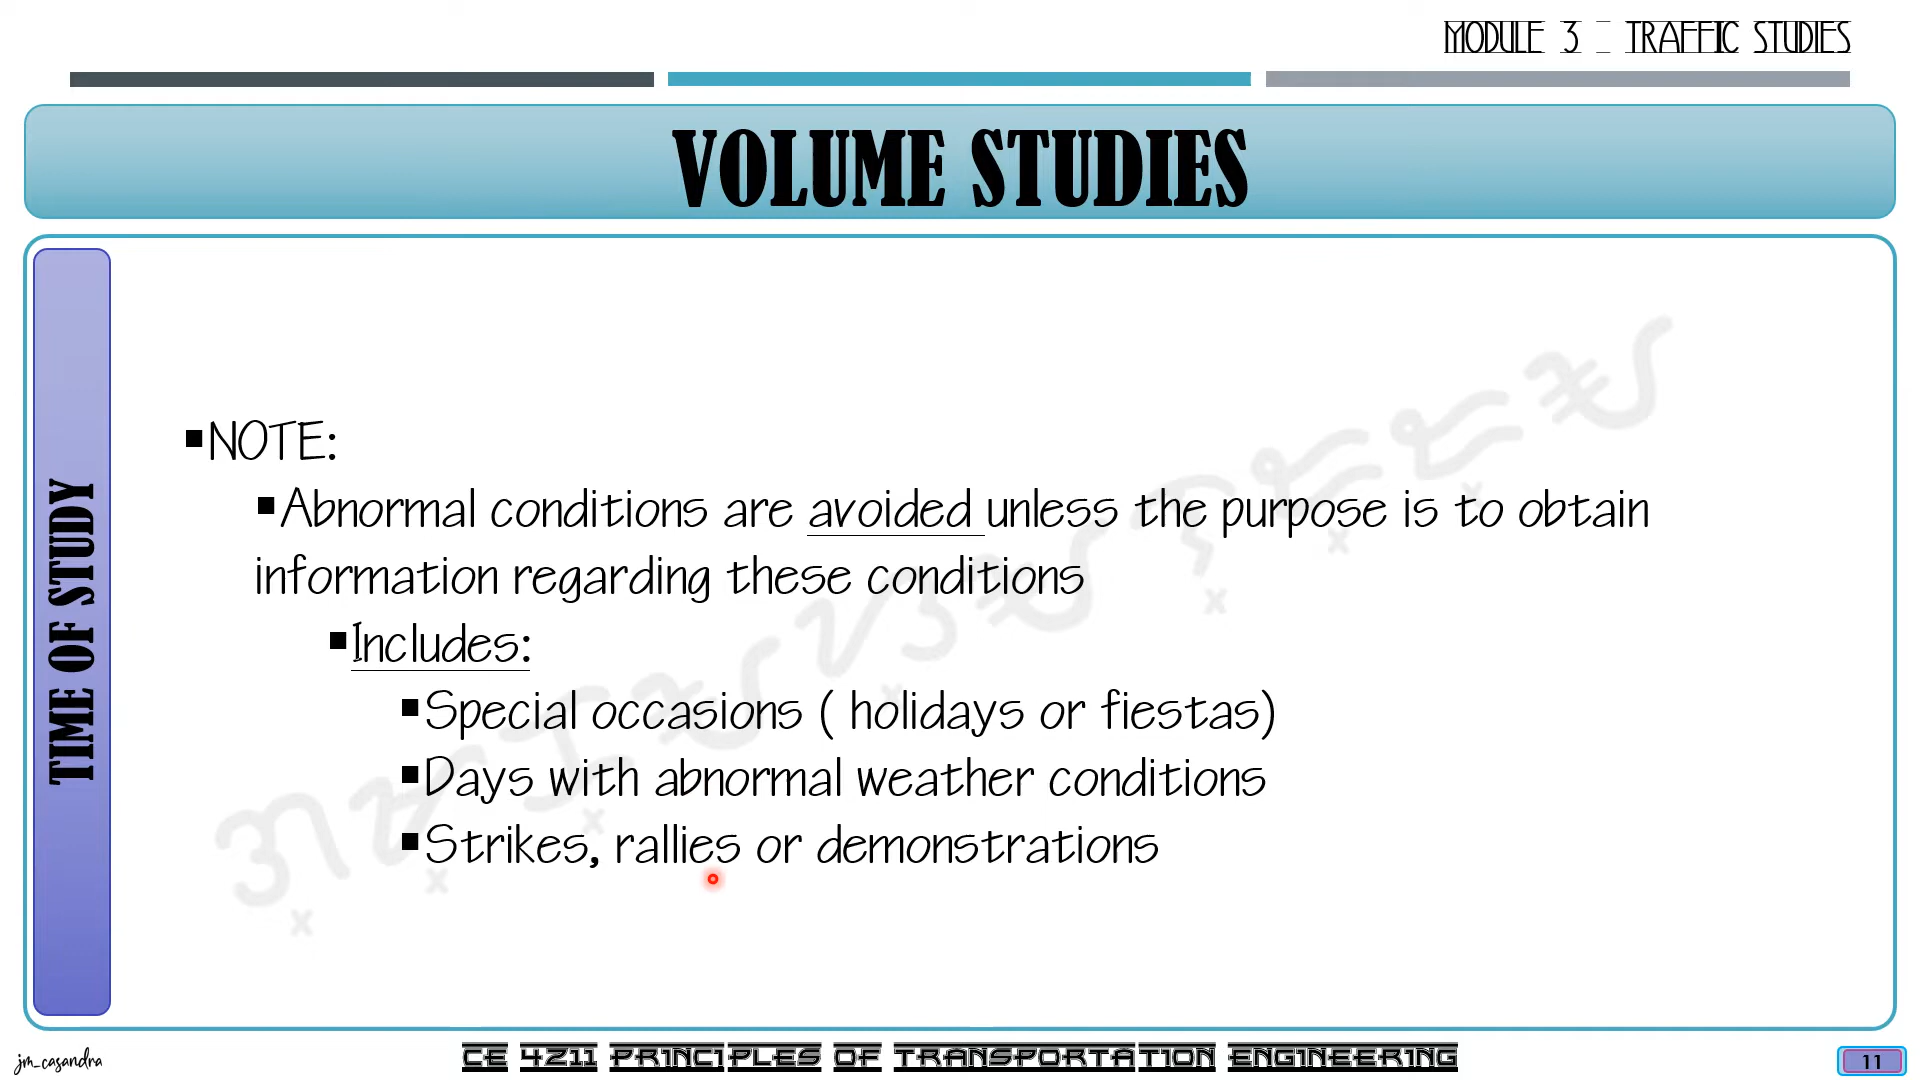 MODULE 3 – TRAFFIC STUDIES
VOLUME STUDIES
TIME OF STUDY
▪NOTE:
▪Abnormal conditions are avoided unless the purpose is to obtain
information regarding these conditions
▪Includes:
▪Special occasions ( holidays or fiestas)
▪Days with abnormal weather conditions
▪Strikes, rallies or demonstrations
jm_casandra
CE 4211 PRINCIPLES OF TRANSPORTATION ENGINEERING
11